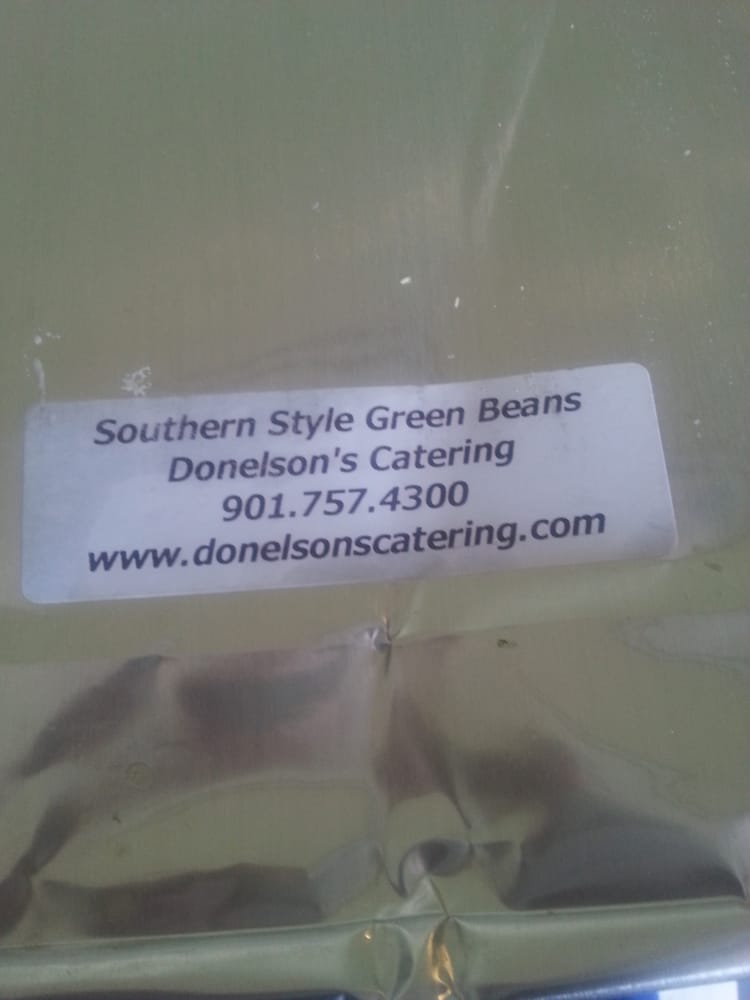 Southern Style Green Beans
Donelson's Catering
901.757.4300
www.donelsonscatering.com